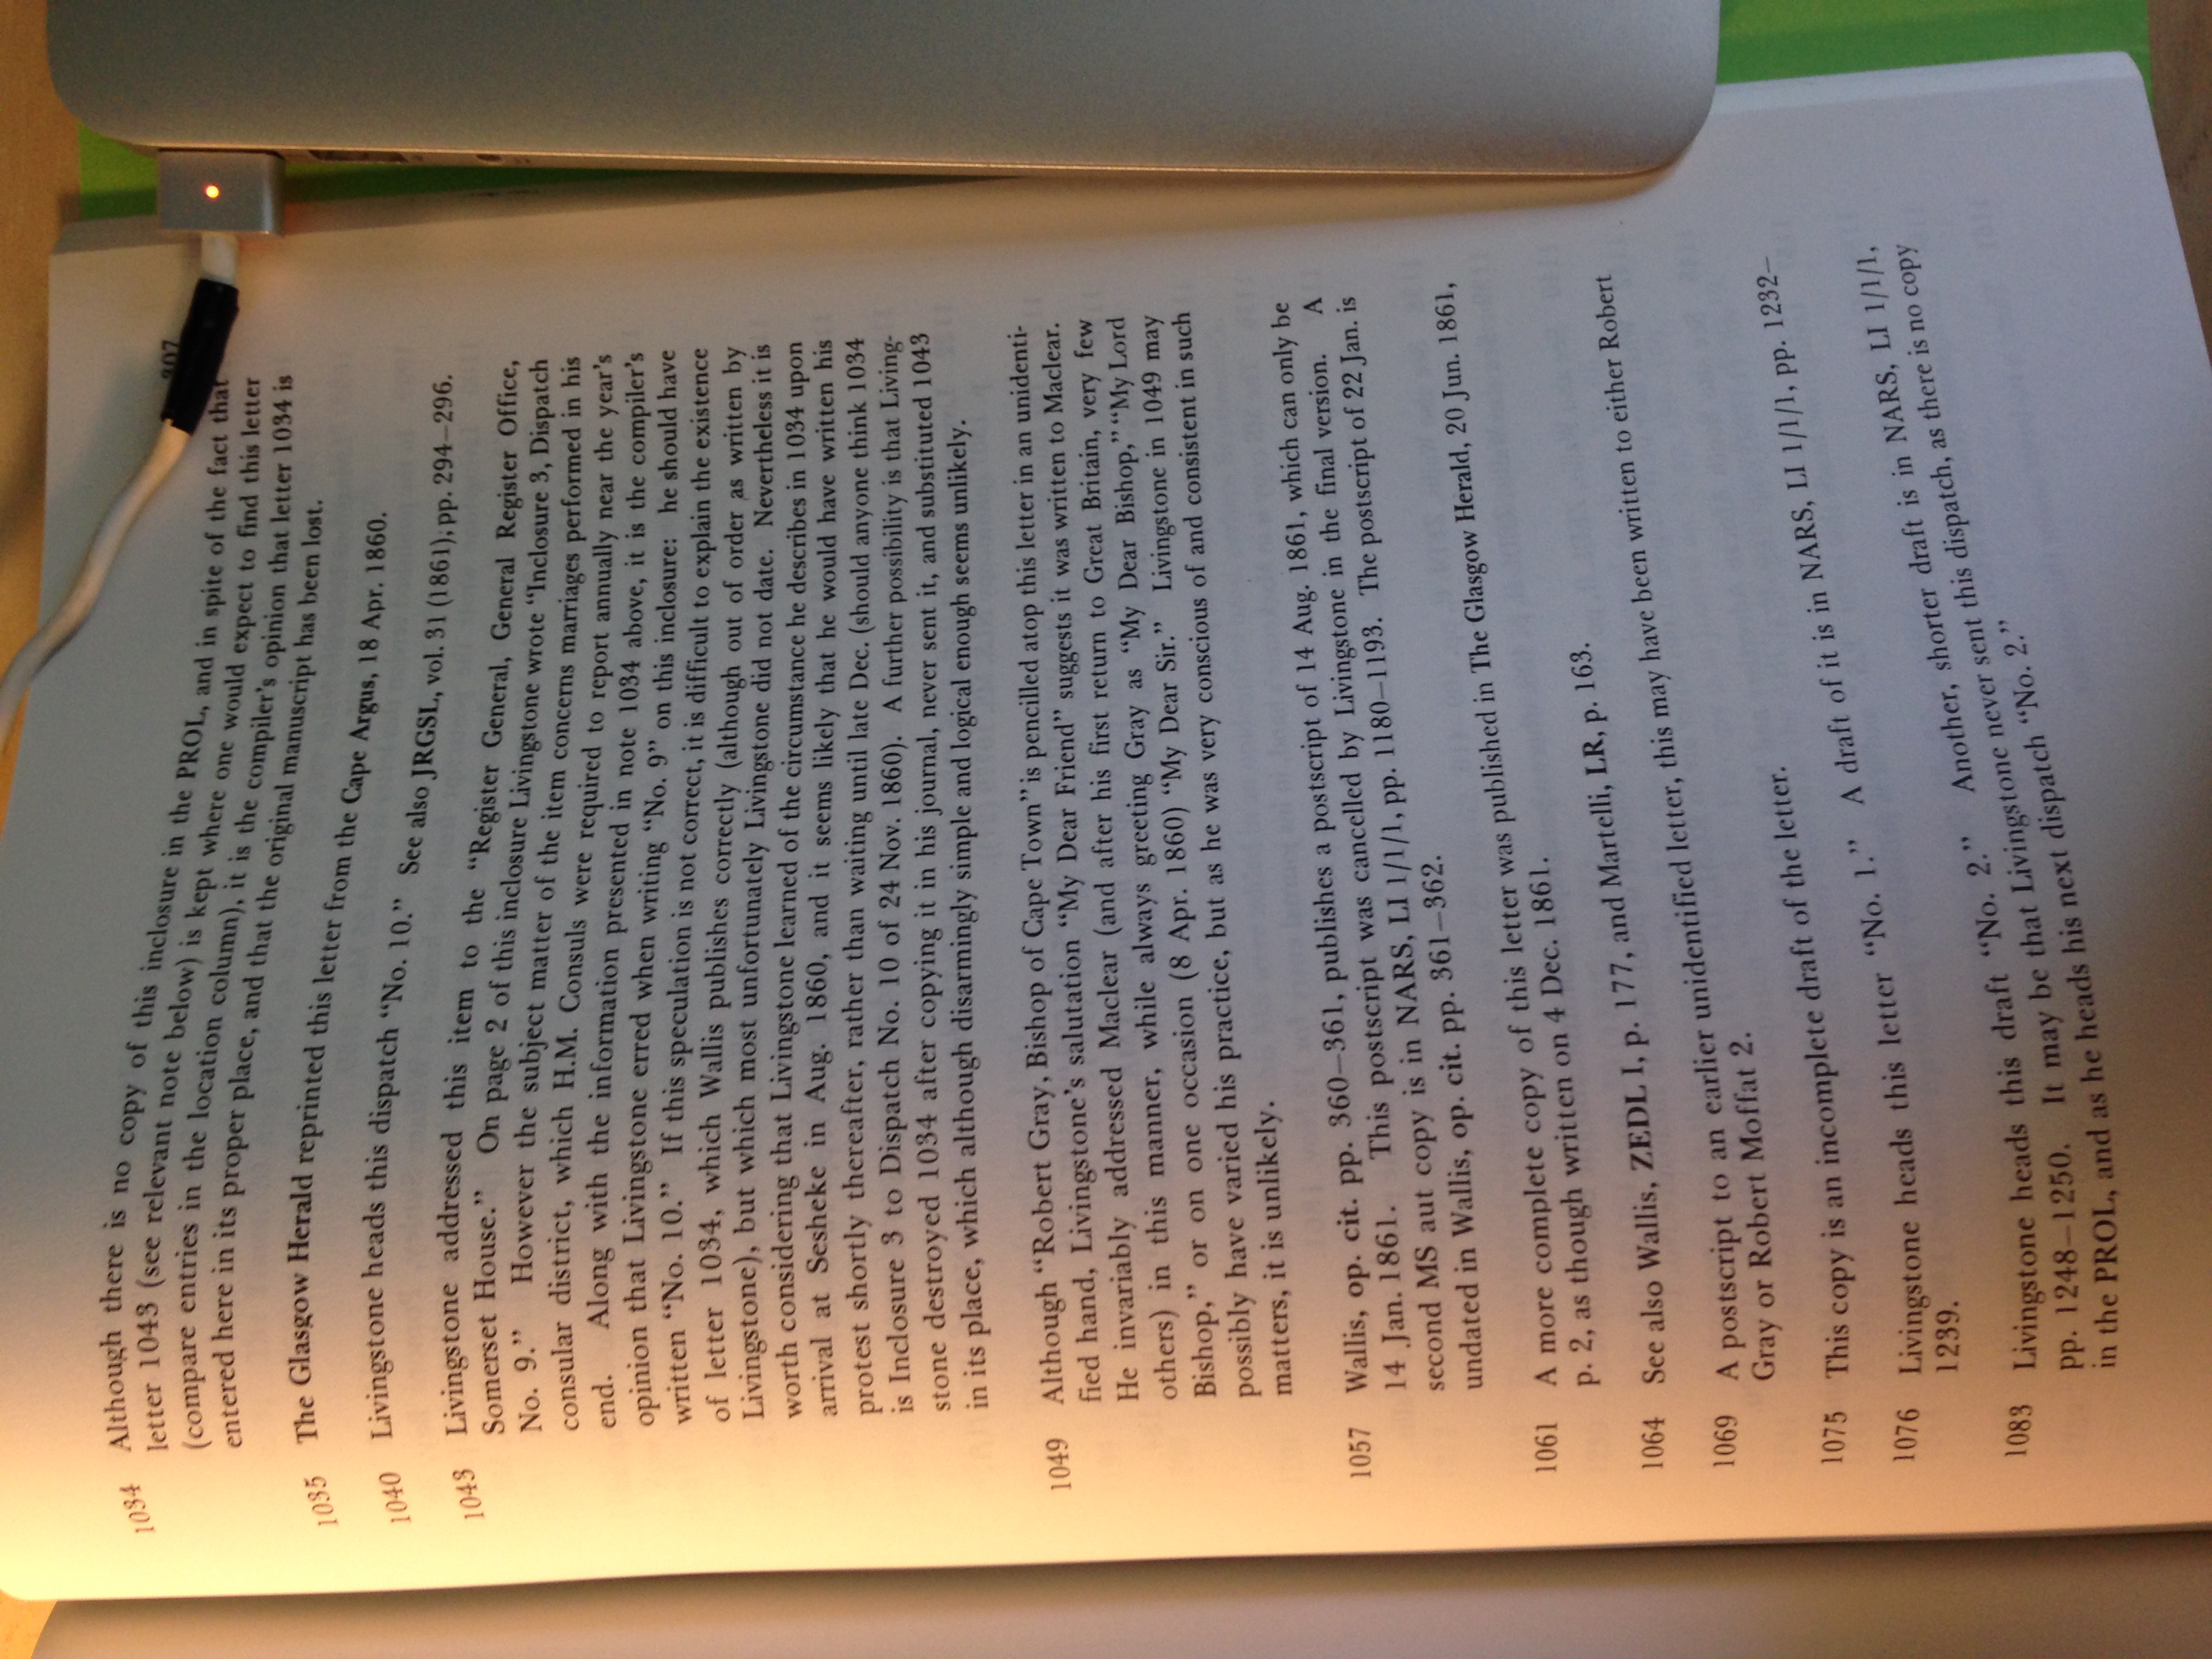 307
1034 Although there is no copy of this inclosure in the PROL, and in spite of the fact that
letter 1043 (see relevant note below) is kept where one would expect to find this letter
(compare entries in the location column), it is the compiler's opinion that letter 1034 is
entered here in its proper place, and that the original manuscript has been lost.
1035 The Glasgow Herald reprinted this letter from the Cape Argus, 18 Apr. 1860.
1040 Livingstone heads this dispatch “No. 10.” See also JRGSL, vol. 31 (1861), pp. 294–296.
1043 Livingstone addressed this item to the “Register General, General Register Office,
Somerset House.” On page 2 of this inclosure Livingstone wrote “Inclosure 3, Dispatch
No. 9.” However the subject matter of the item concerns marriages performed in his
consular district, which H.M. Consuls were required to report annually near the year's
end. Along with the information presented in note 1034 above, it is the compiler's
opinion that Livingstone erred when writing “No. 9” on this inclosure: he should have
written “No. 10.” If this speculation is not correct, it is difficult to explain the existence
of letter 1034, which Wallis publishes correctly (although out of order as written by
Livingstone), but which most unfortunately Livingstone did not date. Nevertheless it is
worth considering that Livingstone learned of the circumstance he describes in 1034 upon
arrival at Sesheke in Aug. 1860, and it seems likely that he would have written his
protest shortly thereafter, rather than waiting until late Dec. (should anyone think 1034
is Inclosure 3 to Dispatch No. 10 of 24 Nov. 1860). A further possibility is that Living-
stone destroyed 1034 after copying it in his journal, never sent it, and substituted 1043
in its place, which although disarmingly simple and logical enough seems unlikely.
1049 Although “Robert Gray, Bishop of Cape Town” is pencilled atop this letter in an unidenti-
fied hand, Livingstone's salutation “My Dear Friend” suggests it was written to Maclear.
He invariably addressed Maclear (and after his first return to Great Britain, very few
others) in this manner, while always greeting Gray as “My Dear Bishop,” “My Lord
Bishop,” or on one occasion (8 Apr. 1860) “My Dear Sir.” Livingstone in 1049 may
possibly have varied his practice, but as he was very conscious of and consistent in such
matters, it is unlikely.
1057 Wallis, op. cit. pp. 360–361, publishes a postscript of 14 Aug. 1861, which can only be
14 Jan. 1861. This postscript was cancelled by Livingstone in the final version. A
second MS aut copy is in NARS, LI 1/1/1, pp. 1180–1193. The postscript of 22 Jan. is
undated in Wallis, op. cit. pp. 361–362.
1061 A more complete copy of this letter was published in The Glasgow Herald, 20 Jun. 1861,
p. 2, as though written on 4 Dec. 1861.
1064 See also Wallis, ZEDL I, p. 177, and Martelli, LR, p. 163.
1069 A postscript to an earlier unidentified letter, this may have been written to either Robert
Gray or Robert Moffat 2.
1075 This copy is an incomplete draft of the letter.
1076 Livingstone heads this letter “No. 1.” A draft of it is in NARS, LI 1/1/1, pp. 1232–
1239.
1083 Livingstone heads this draft “No. 2.” Another, shorter draft is in NARS, LI 1/1/1,
pp. 1248–1250. It may be that Livingstone never sent this dispatch, as there is no copy
in the PROL, and as he heads his next dispatch “No. 2.”